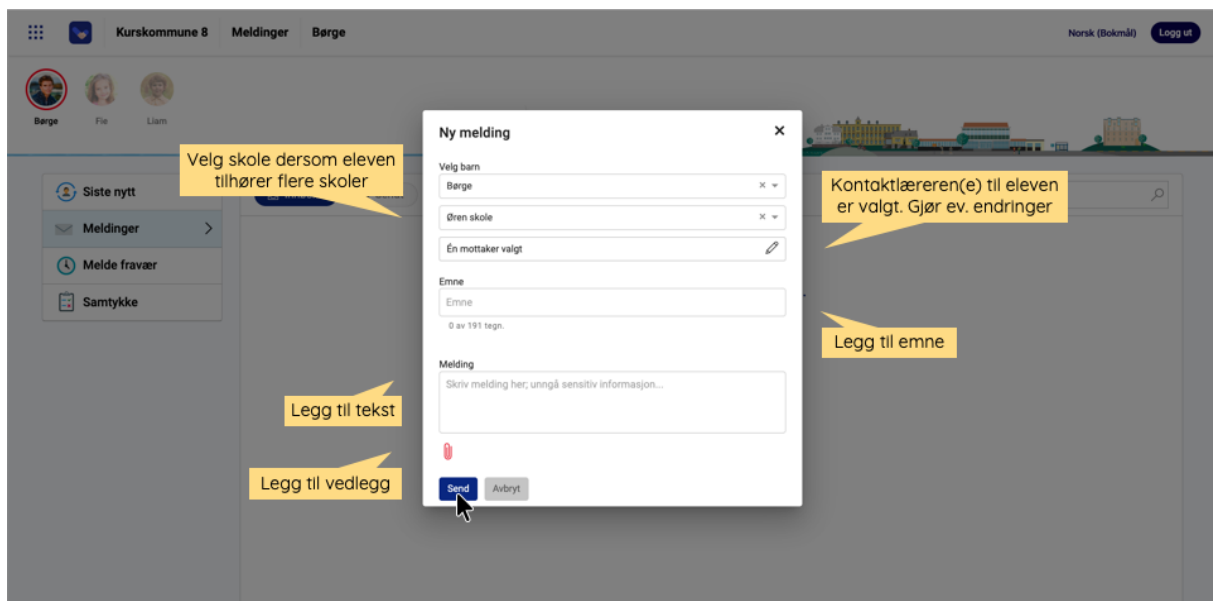 Kurskommune 8 Meldinger Børge Norsk (Bokmål) Logg ut
Børge Fie Liam
Velg skole dersom eleven
tilhører flere skoler
Siste nytt
Meldinger
Melde fravær
Samtykke
Ny melding
Velg barn
Børge
Øren skole
Én mottaker valgt
Kontaktlæreren(e) til eleven
er valgt. Gjør ev. endringer
Emne
Emne
0 av 191 tegn.
Legg til emne
Melding
Skriv melding her; unngå sensitiv informasjon...
Legg til tekst
Legg til vedlegg
Send Avbryt